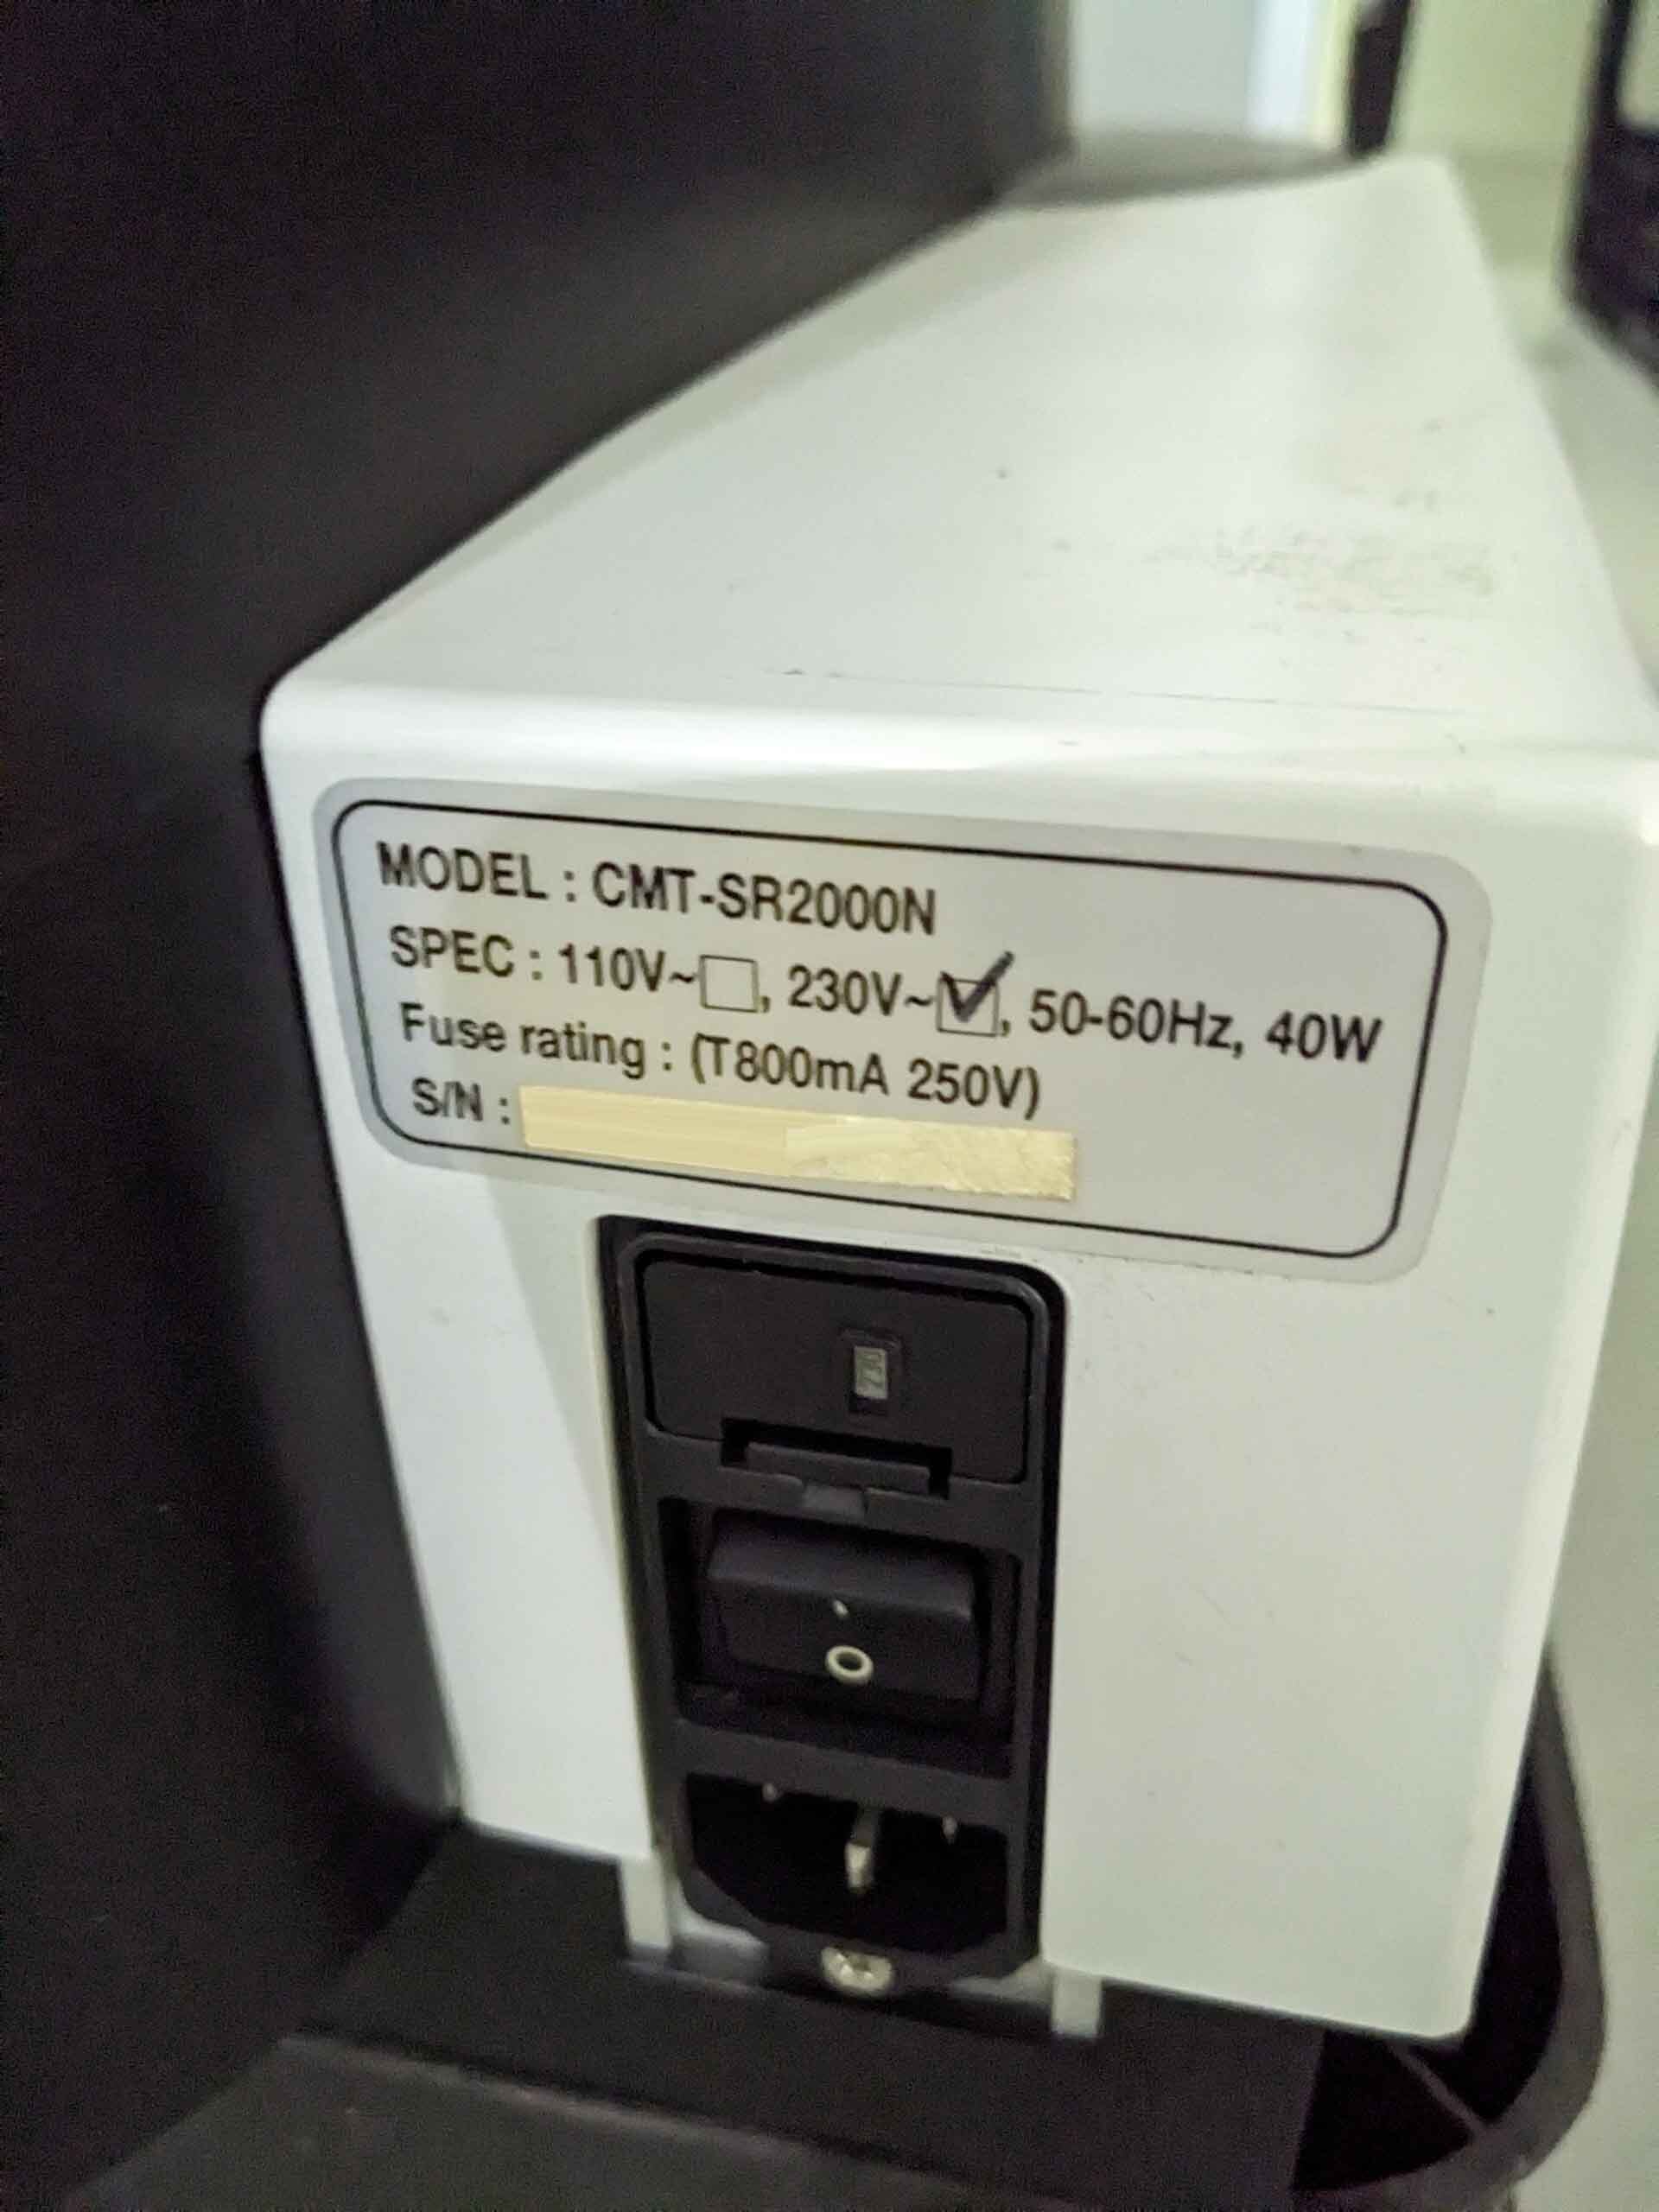 MODEL : CMT-SR2000N
SPEC : 110V~☐, 230V~☑, 50-60Hz, 40W
Fuse rating : (T800mA 250V)
S/N :